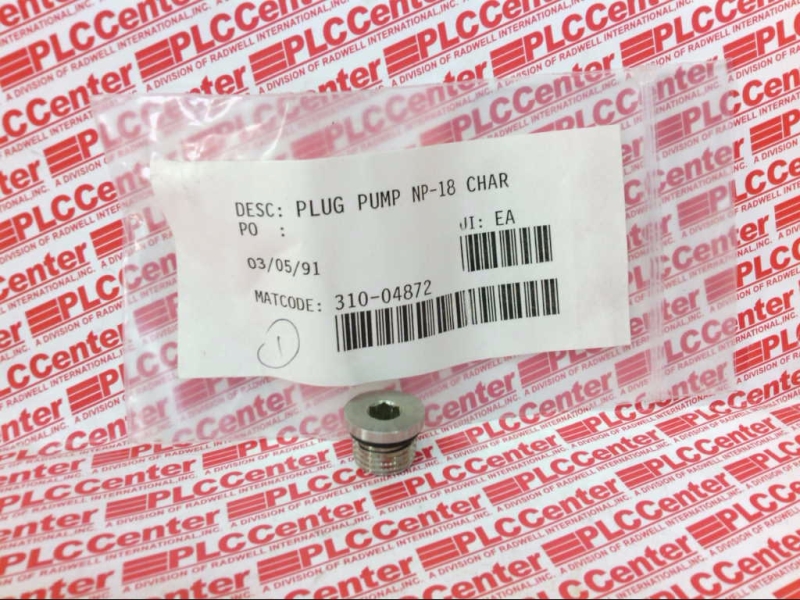 DESC: PLUG PUMP NP-18 CHAR
PO :
UI: EA
03/05/91
MATCODE: 310-04872
1
PLCCenter
A DIVISION OF RADWELL INTERNATIONAL, INC.